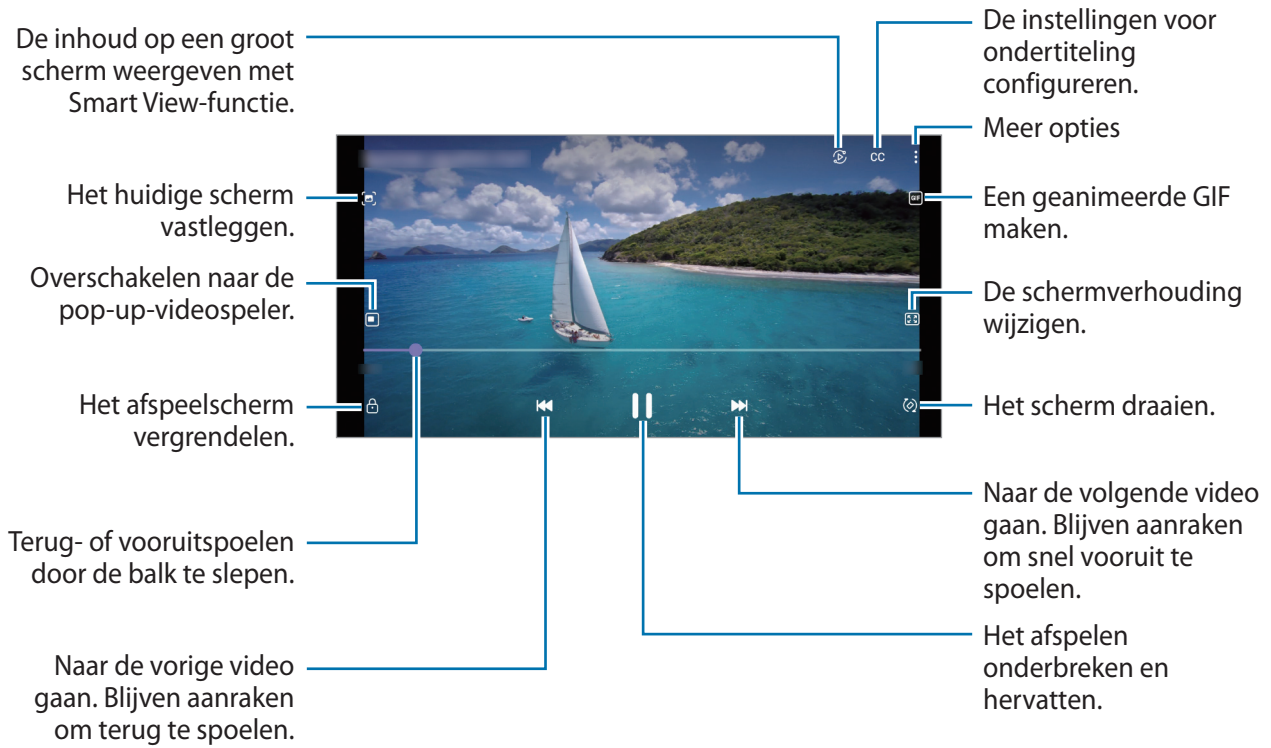 De inhoud op een groot
scherm weergeven met
Smart View-functie.
Het huidige scherm
vastleggen.
Overschakelen naar de
pop-up-videospeler.
Het afspeelscherm
vergrendelen.
Terug- of vooruitspoelen
door de balk te slepen.
Naar de vorige video
gaan. Blijven aanraken
om terug te spoelen.
CC
GIF
De instellingen voor
ondertiteling
configureren.
Meer opties
Een geanimeerde GIF
maken.
De schermverhouding
wijzigen.
Het scherm draaien.
Naar de volgende video
gaan. Blijven aanraken
om snel vooruit te
spoelen.
Het afspelen
onderbreken en
hervatten.